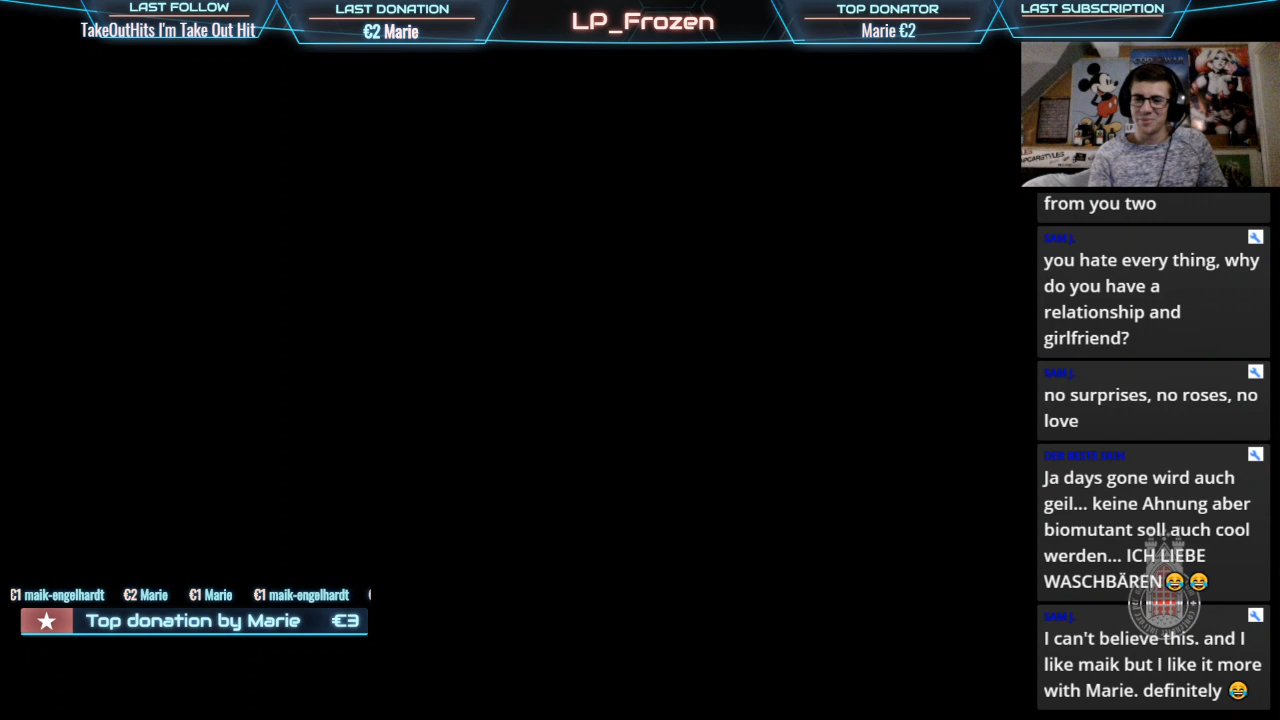 LAST FOLLOW
TakeOutHits I'm Take Out Hit
LAST DONATION
€2 Marie
LP_Frozen
TOP DONATOR
Marie €2
LAST SUBSCRIPTION
from you two
SAM J.
you hate every thing, why
do you have a
relationship and
girlfriend?
SAM J.
no surprises, no roses, no
love
Ja days gone wird auch
geil... keine Ahnung aber
biomutant soll auch cool
werden... ICH LIEBE
WASCHBÄREN😂😂
SAM J.
I can't believe this. and I
like maik but I like it more
with Marie. definitely 😂
€1 maik-engelhardt €2 Marie €1 Marie €1 maik-engelhardt
Top donation by Marie €3